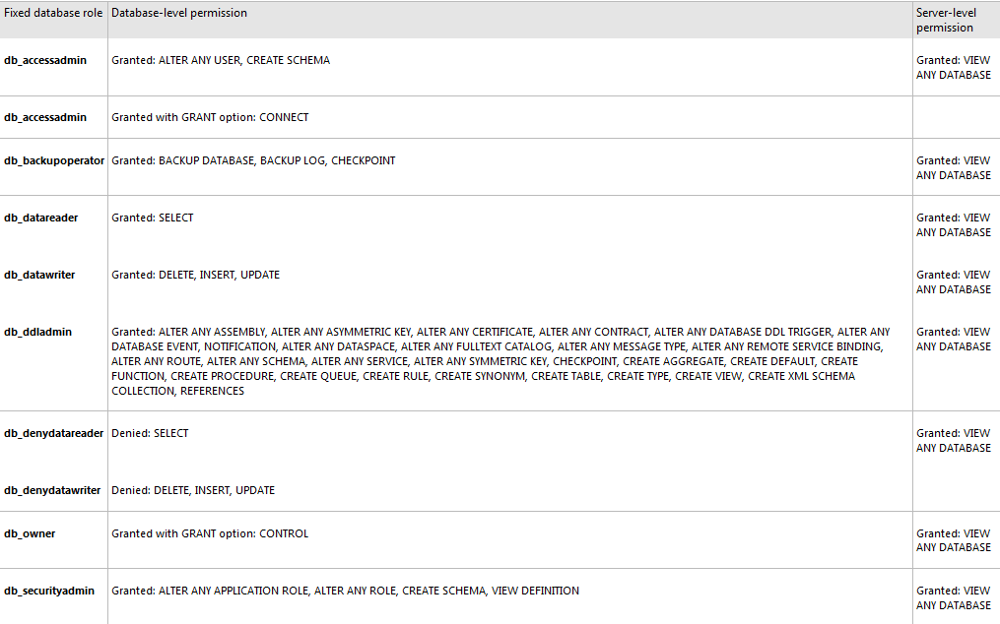 Fixed database role Database-level permission Server-level
permission
db_accessadmin Granted: ALTER ANY USER, CREATE SCHEMA Granted: VIEW
ANY DATABASE
db_accessadmin Granted with GRANT option: CONNECT
db_backupoperator Granted: BACKUP DATABASE, BACKUP LOG, CHECKPOINT Granted: VIEW
ANY DATABASE
db_datareader Granted: SELECT Granted: VIEW
ANY DATABASE
db_datawriter Granted: DELETE, INSERT, UPDATE Granted: VIEW
ANY DATABASE
db_ddladmin Granted: ALTER ANY ASSEMBLY, ALTER ANY ASYMMETRIC KEY, ALTER ANY CERTIFICATE, ALTER ANY CONTRACT, ALTER ANY DATABASE DDL TRIGGER, ALTER ANY Granted: VIEW
DATABASE EVENT, NOTIFICATION, ALTER ANY DATASPACE, ALTER ANY FULLTEXT CATALOG, ALTER ANY MESSAGE TYPE, ALTER ANY REMOTE SERVICE BINDING, ANY DATABASE
ALTER ANY ROUTE, ALTER ANY SCHEMA, ALTER ANY SERVICE, ALTER ANY SYMMETRIC KEY, CHECKPOINT, CREATE AGGREGATE, CREATE DEFAULT, CREATE
FUNCTION, CREATE PROCEDURE, CREATE QUEUE, CREATE RULE, CREATE SYNONYM, CREATE TABLE, CREATE TYPE, CREATE VIEW, CREATE XML SCHEMA
COLLECTION, REFERENCES
db_denydatareader Denied: SELECT Granted: VIEW
ANY DATABASE
db_denydatawriter Denied: DELETE, INSERT, UPDATE
db_owner Granted with GRANT option: CONTROL Granted: VIEW
ANY DATABASE
db_securityadmin Granted: ALTER ANY APPLICATION ROLE, ALTER ANY ROLE, CREATE SCHEMA, VIEW DEFINITION Granted: VIEW
ANY DATABASE